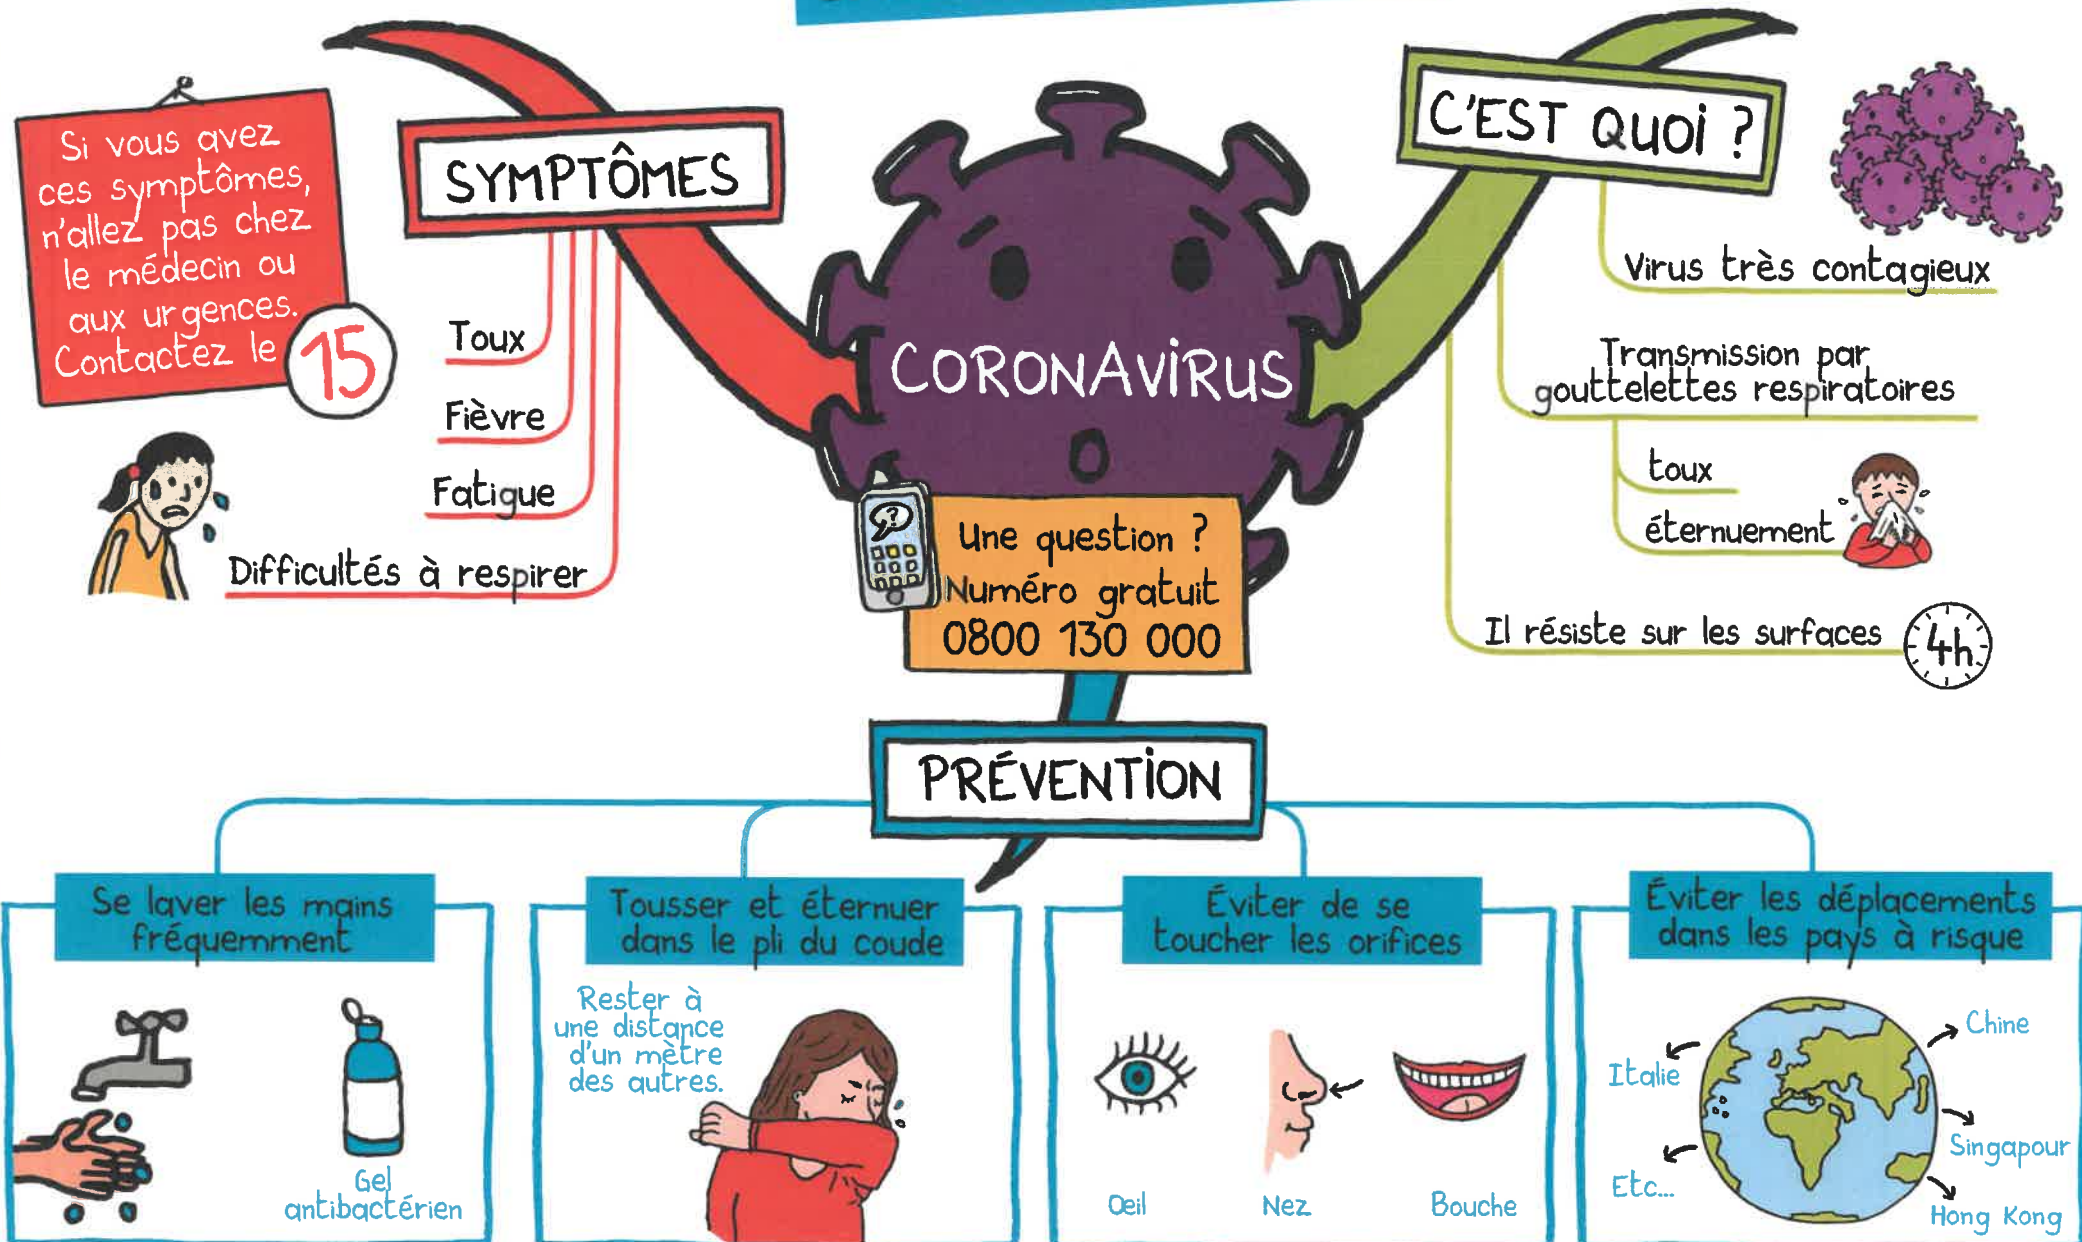 Si vous avez
ces symptômes,
n'allez pas chez
le médecin ou
aux urgences.
Contactez le
15
SYMPTÔMES
Toux
Fièvre
Fatigue
Difficultés à respirer
CORONAVIRUS
?
Une question ?
Numéro gratuit
0800 130 000
C'EST QUOI ?
Virus très contagieux
Transmission par
gouttelettes respiratoires
toux
éternuement
Il résiste sur les surfaces
4h
PRÉVENTION
Se laver les mains
fréquemment
Gel
antibactérien
Tousser et éternuer
dans le pli du coude
Rester à
une distance
d'un mètre
des autres.
Éviter de se
toucher les orifices
Oeil
Nez
Bouche
Éviter les déplacements
dans les pays à risque
Chine
Italie
Singapour
Etc...
Hong Kong